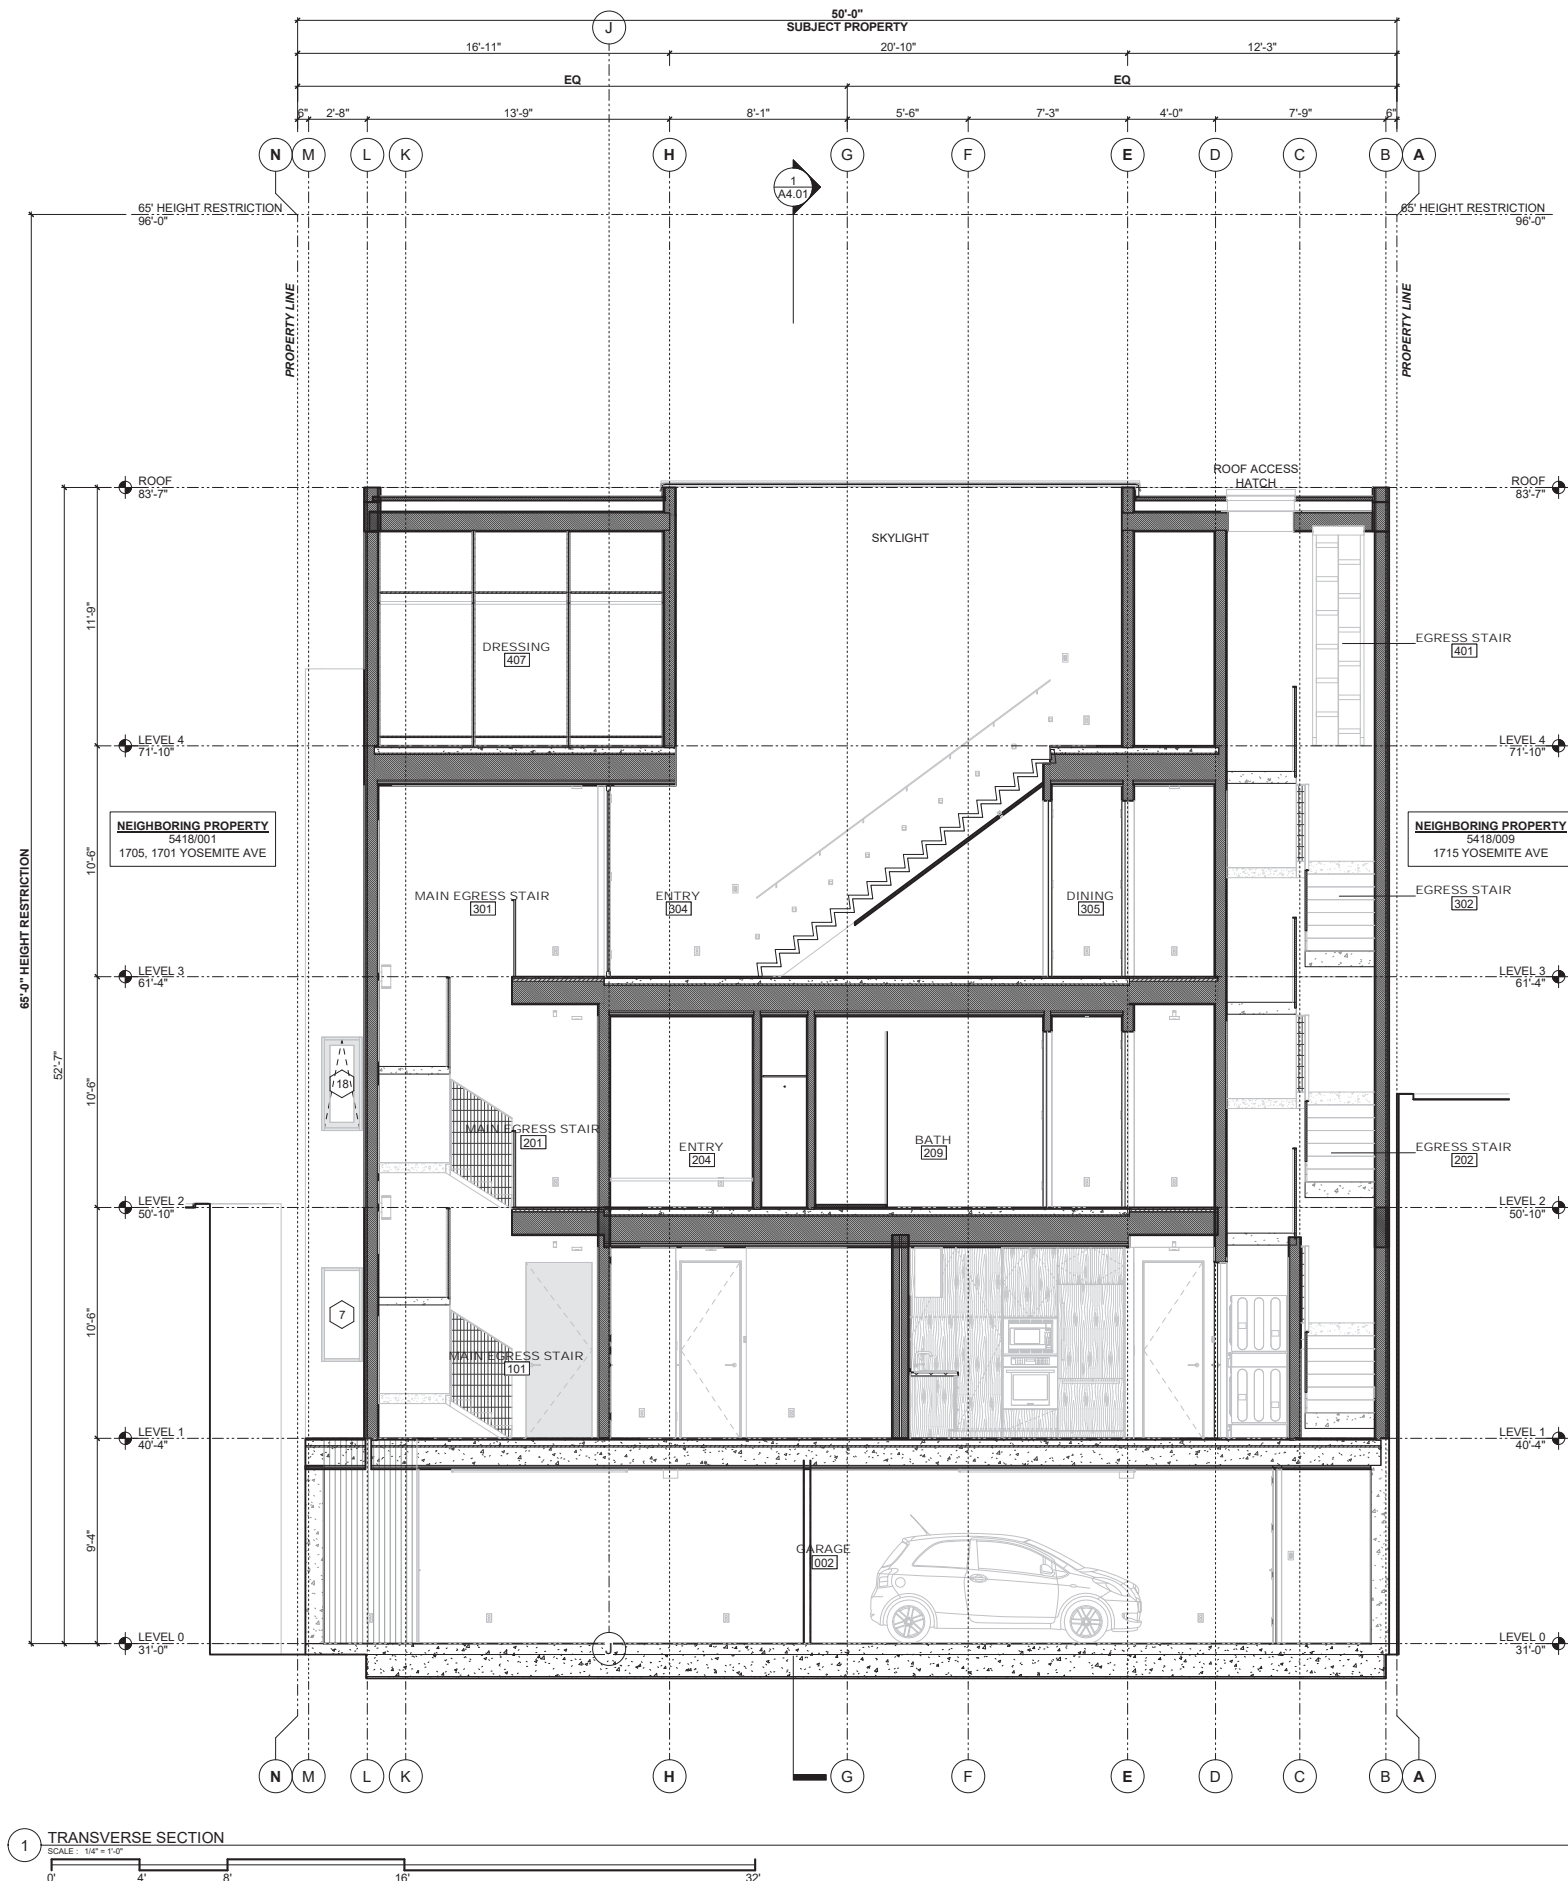 50'-0"
SUBJECT PROPERTY
J
16'-11" 20'-10" 12'-3"
EQ EQ
6" 2'-8" 13'-9" 8'-1" 5'-6" 7'-3" 4'-0" 7'-9" 6"
N M L K H G F E D C B A
1
A4.01
65' HEIGHT RESTRICTION
96'-0"
65' HEIGHT RESTRICTION
96'-0"
PROPERTY LINE
PROPERTY LINE
ROOF
83'-7"
ROOF ACCESS
HATCH
ROOF
83'-7"
SKYLIGHT
11'-9"
DRESSING
407
EGRESS STAIR
401
LEVEL 4
71'-10"
LEVEL 4
71'-10"
NEIGHBORING PROPERTY
5418/001
1705, 1701 YOSEMITE AVE
NEIGHBORING PROPERTY
5418/009
1715 YOSEMITE AVE
10'-6"
65'-0" HEIGHT RESTRICTION
MAIN EGRESS STAIR
301
ENTRY
304
DINING
305
EGRESS STAIR
302
LEVEL 3
61'-4"
LEVEL 3
61'-4"
52'-7"
10'-6"
18
MAIN EGRESS STAIR
201
ENTRY
204
BATH
209
EGRESS STAIR
202
LEVEL 2
50'-10"
LEVEL 2
50'-10"
10'-6"
7
MAIN EGRESS STAIR
101
LEVEL 1
40'-4"
LEVEL 1
40'-4"
9'-4"
GARAGE
002
LEVEL 0
31'-0"
J
LEVEL 0
31'-0"
N M L K H G F E D C B A
1
TRANSVERSE SECTION
SCALE : 1/4" = 1'-0"
0' 4' 8' 16' 32'